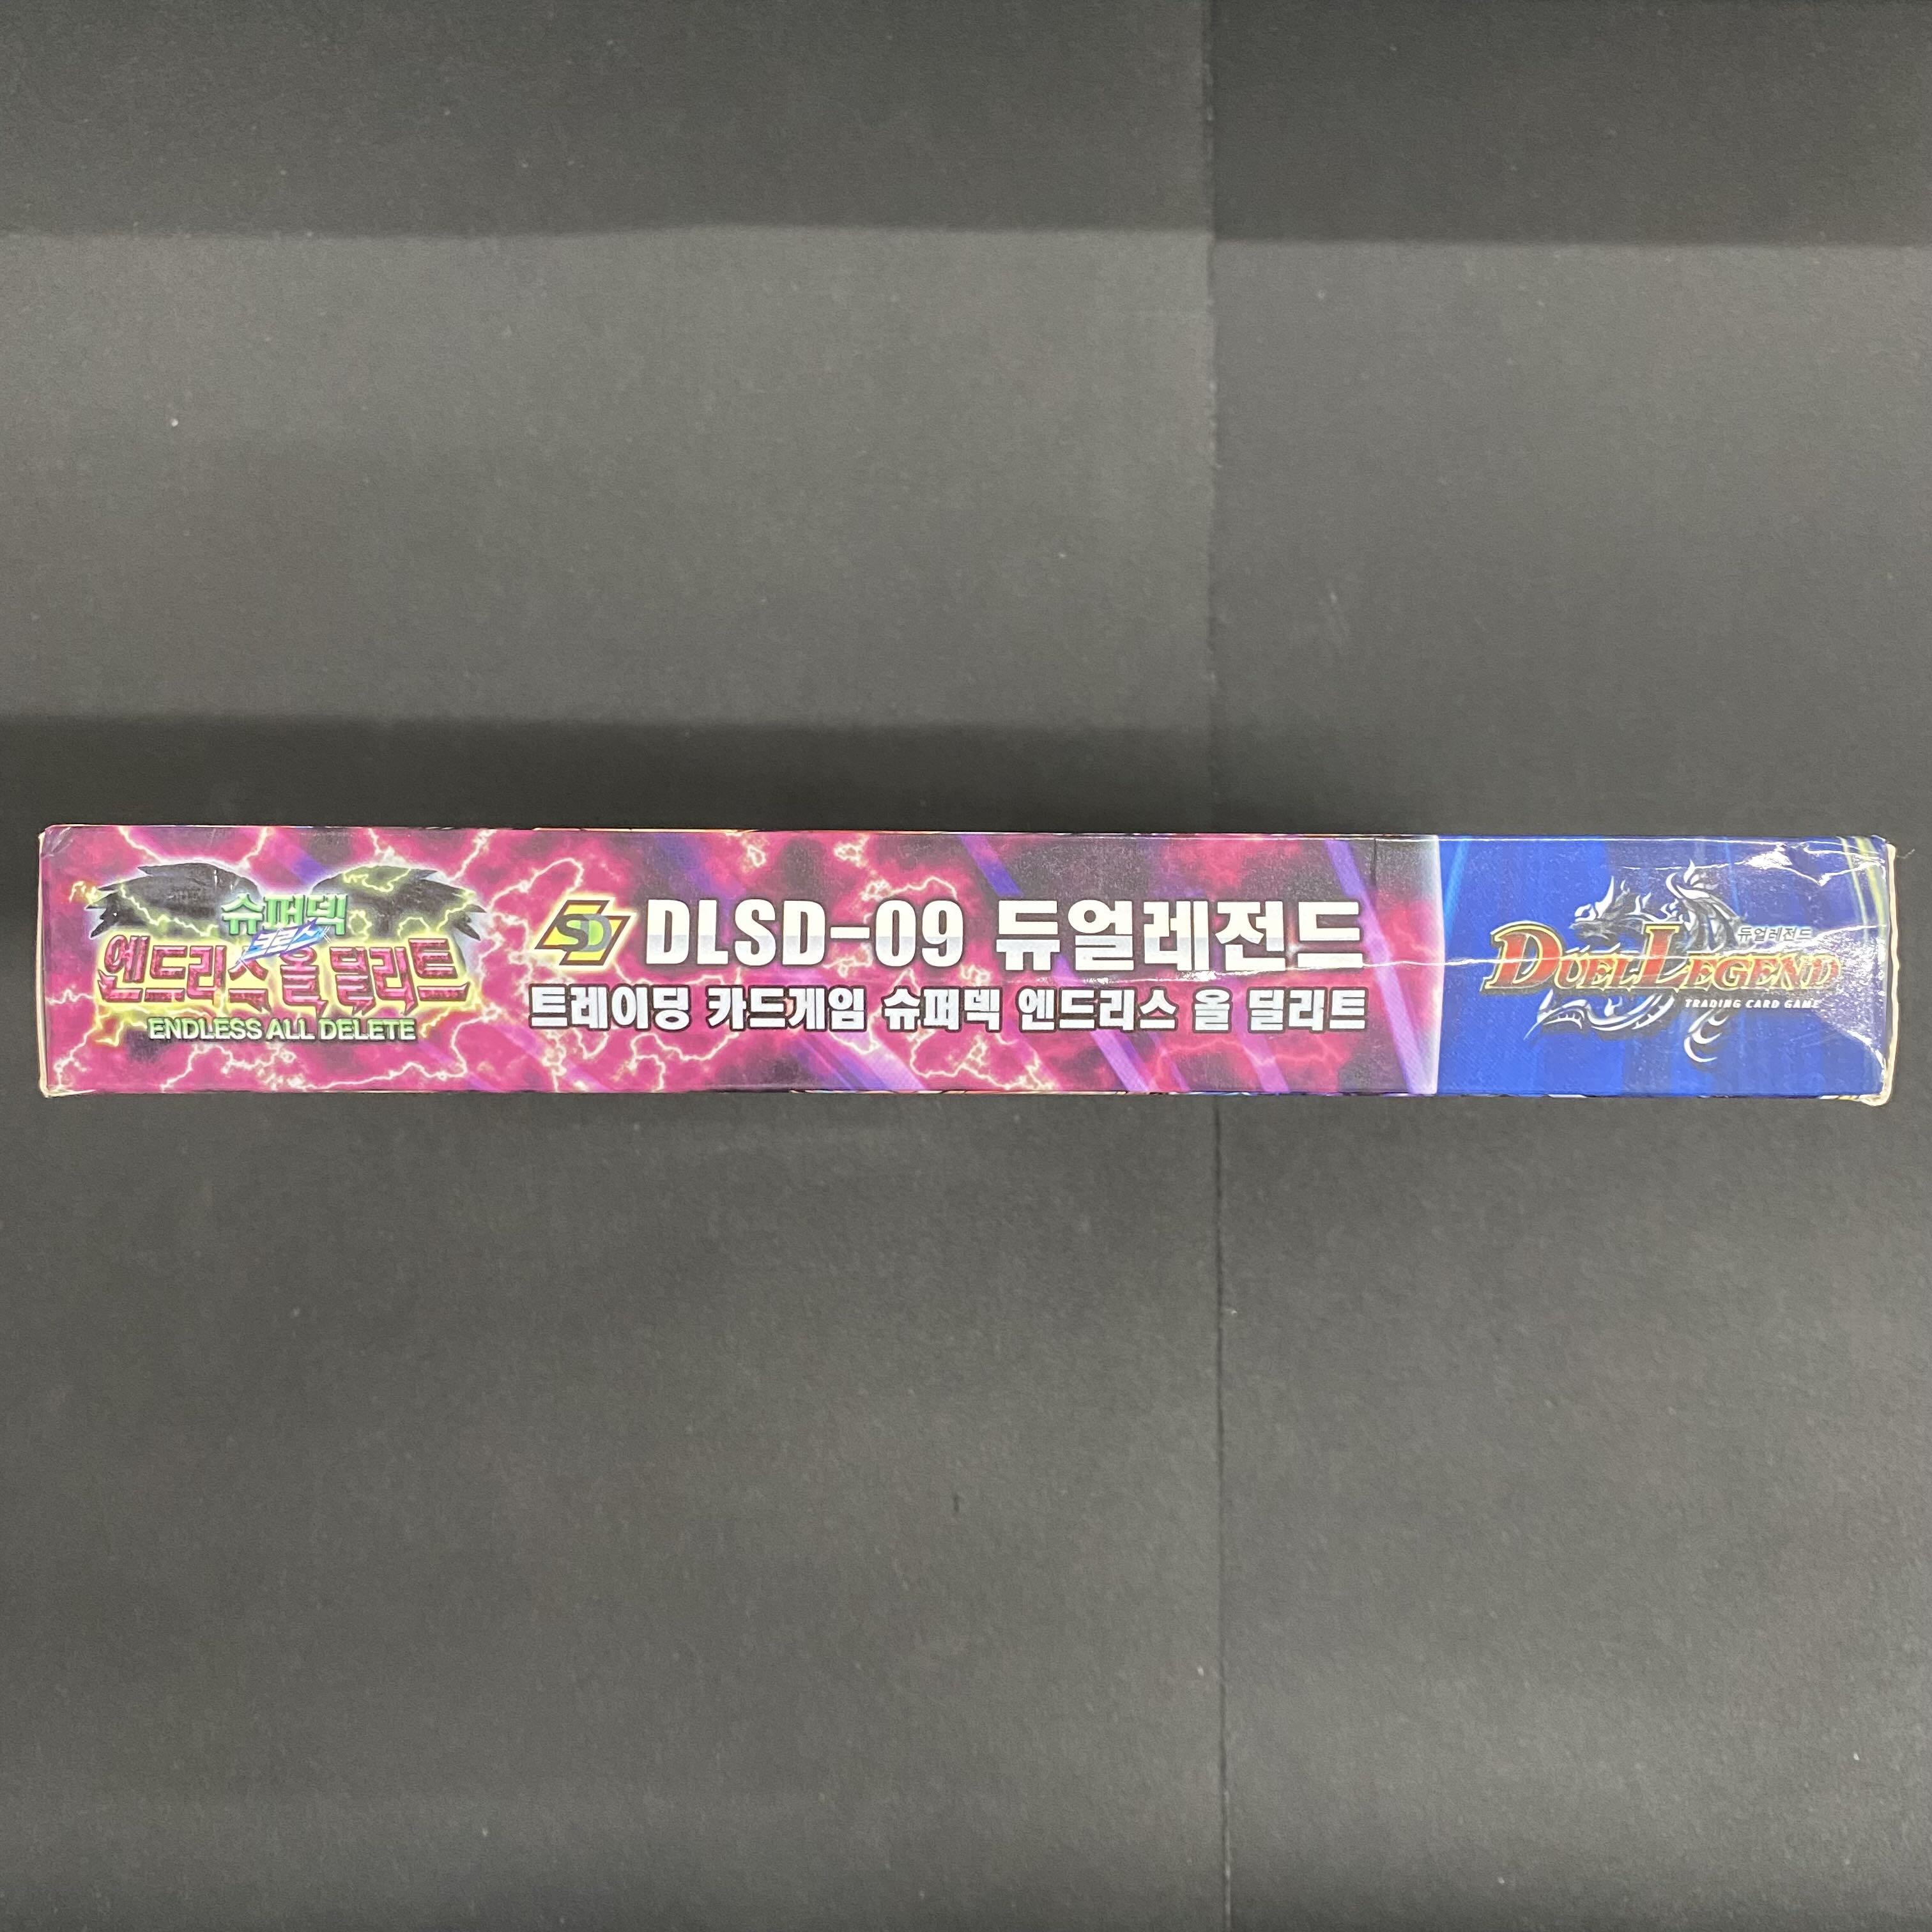 슈퍼덱
크로스
엔드리스 올 딜리트
ENDLESS ALL DELETE
SD DLSD-09 듀얼레전드
트레이딩 카드게임 슈퍼덱 엔드리스 올 딜리트
듀얼레전드
DUEL LEGEND
TRADING CARD GAME